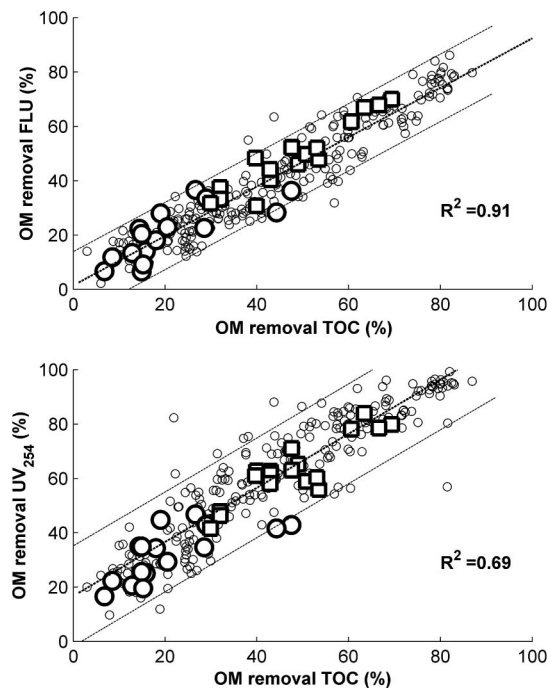 100
80
60
40
20
0
OM removal FLU (%)
R² =0.91
0 20 40 60 80 100
OM removal TOC (%)
100
80
60
40
20
0
OM removal UV₂₅₄ (%)
R² =0.69
0 20 40 60 80 100
OM removal TOC (%)